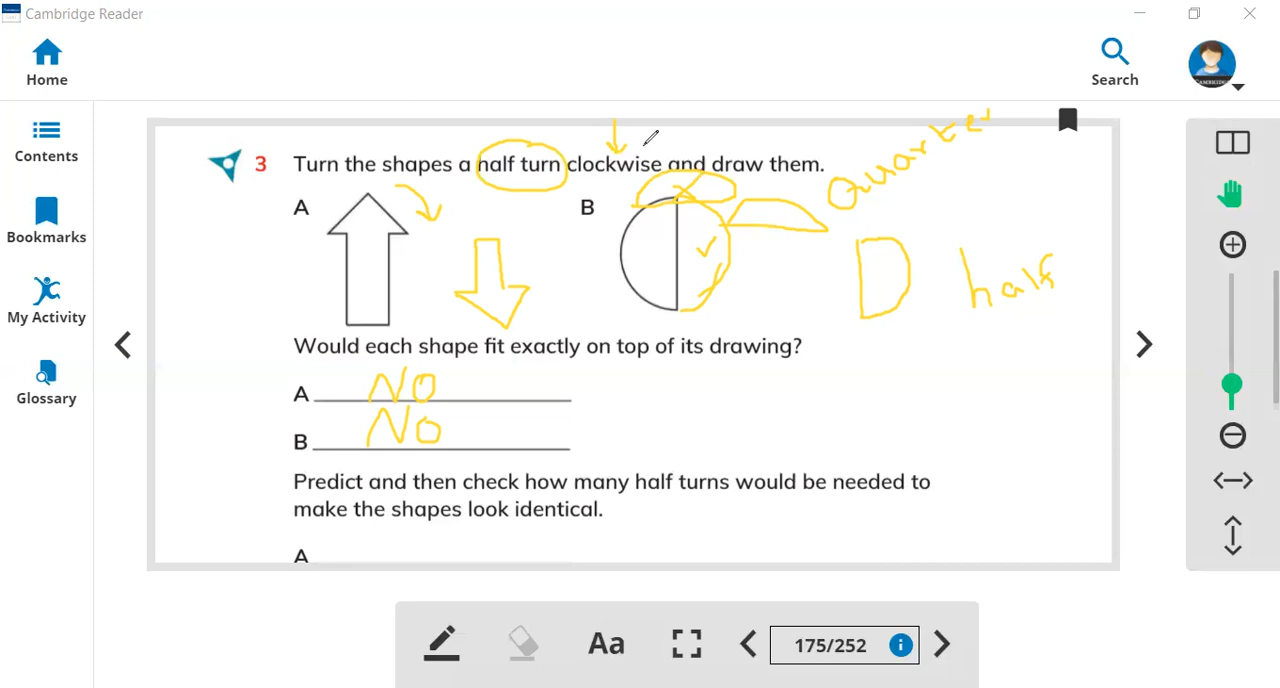 Cambridge Reader
Home
Search
Contents
Bookmarks
My Activity
Glossary
3 Turn the shapes a half turn clockwise and draw them.
Quarter
A
B
D half
Would each shape fit exactly on top of its drawing?
A NO
B NO
Predict and then check how many half turns would be needed to
make the shapes look identical.
A
Aa
175/252